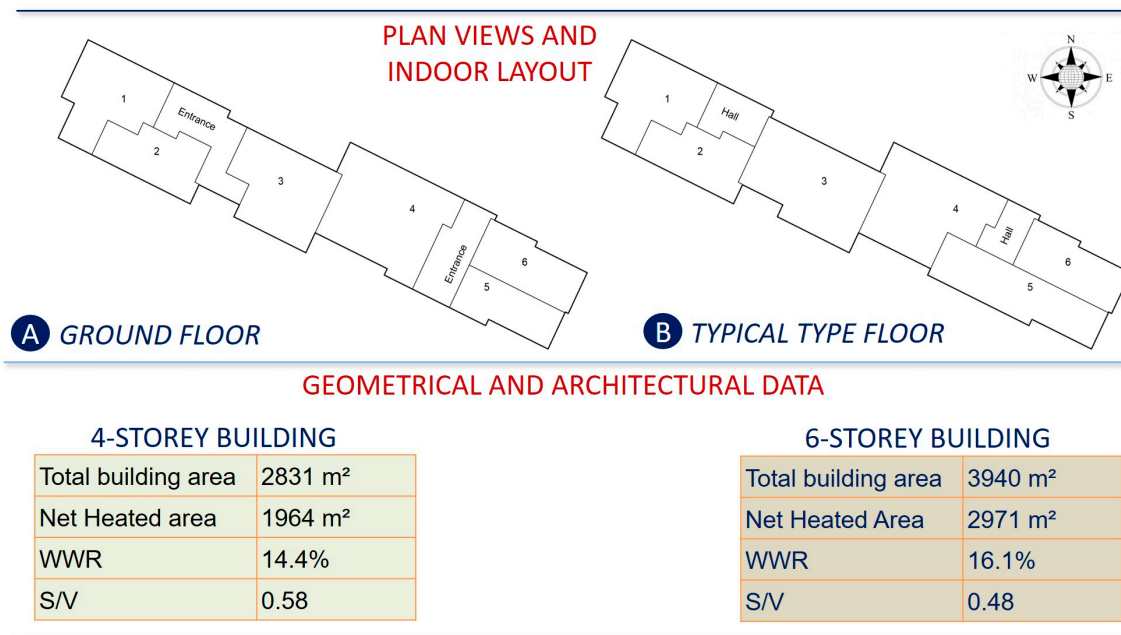 PLAN VIEWS AND
INDOOR LAYOUT
N
W
E
S
1
Entrance
2
3
4
Entrance
6
5
1
Hall
2
3
4
Hall
6
5
A GROUND FLOOR
B TYPICAL TYPE FLOOR
GEOMETRICAL AND ARCHITECTURAL DATA
4-STOREY BUILDING
Total building area 2831 m²
Net Heated area 1964 m²
WWR 14.4%
S/V 0.58
6-STOREY BUILDING
Total building area 3940 m²
Net Heated Area 2971 m²
WWR 16.1%
S/V 0.48